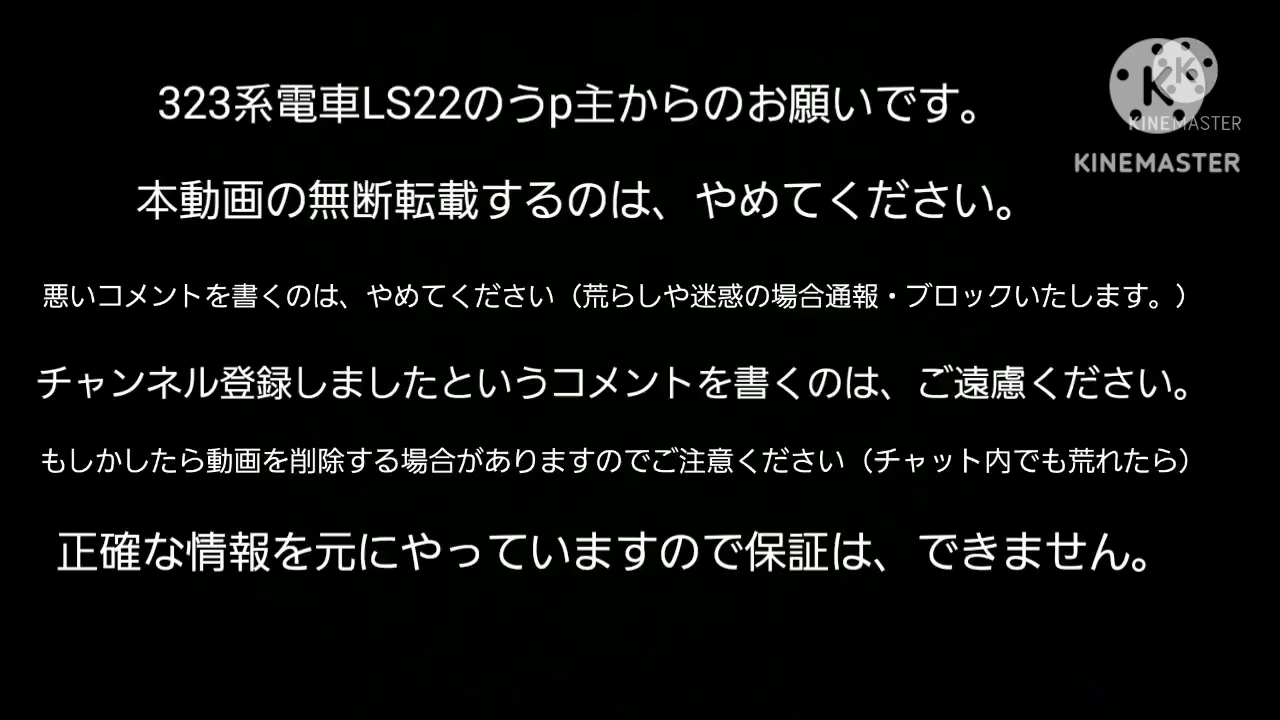 323系電車LS22のうp主からのお願いです。
本動画の無断転載するのは、やめてください。
悪いコメントを書くのは、やめてください（荒らしや迷惑の場合通報・ブロックいたします。）
チャンネル登録しましたというコメントを書くのは、ご遠慮ください。
もしかしたら動画を削除する場合がありますのでご注意ください（チャット内でも荒れたら）
正確な情報を元にやっていますので保証は、できません。
K
K
KINEMASTER
KINEMASTER